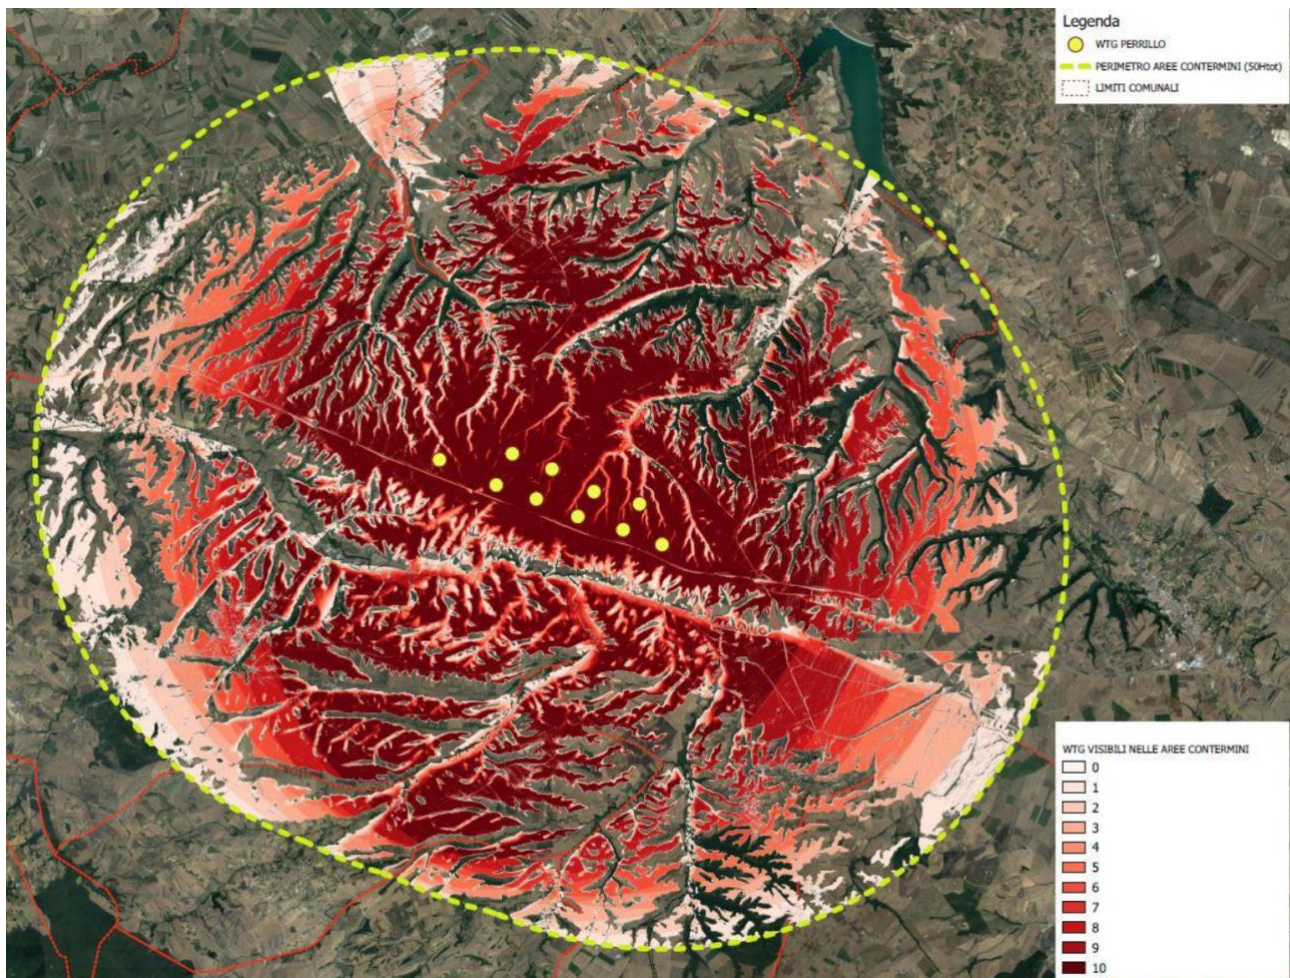 Legenda
WTG PERRILLO
PERIMETRO AREE CONTERMINI (50Htot)
LIMITI COMUNALI
WTG VISIBILI NELLE AREE CONTERMINI
0
1
2
3
4
5
6
7
8
9
10